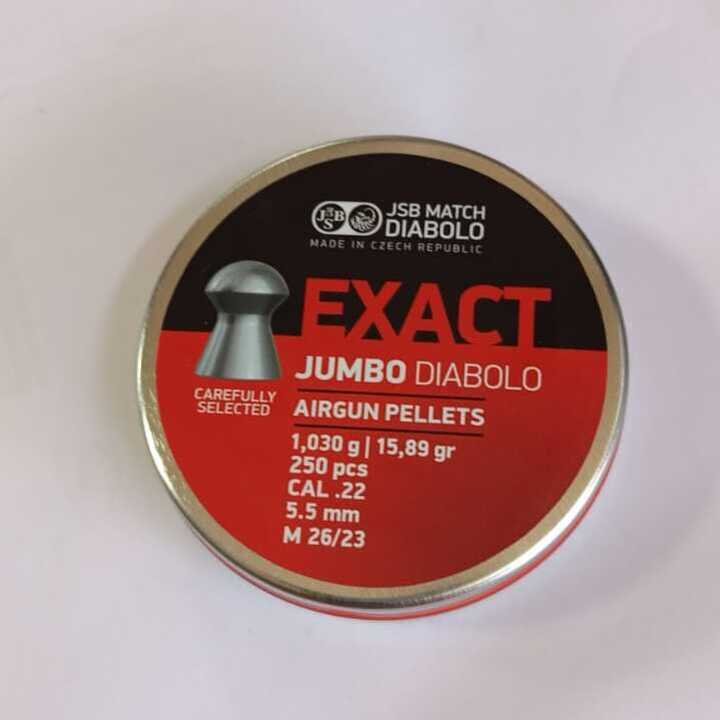 JSB
JSB MATCH
DIABOLO
MADE IN CZECH REPUBLIC
EXACT
JUMBO DIABOLO
CAREFULLY
SELECTED
AIRGUN PELLETS
1,030 g | 15,89 gr
250 pcs
CAL .22
5.5 mm
M 26/23